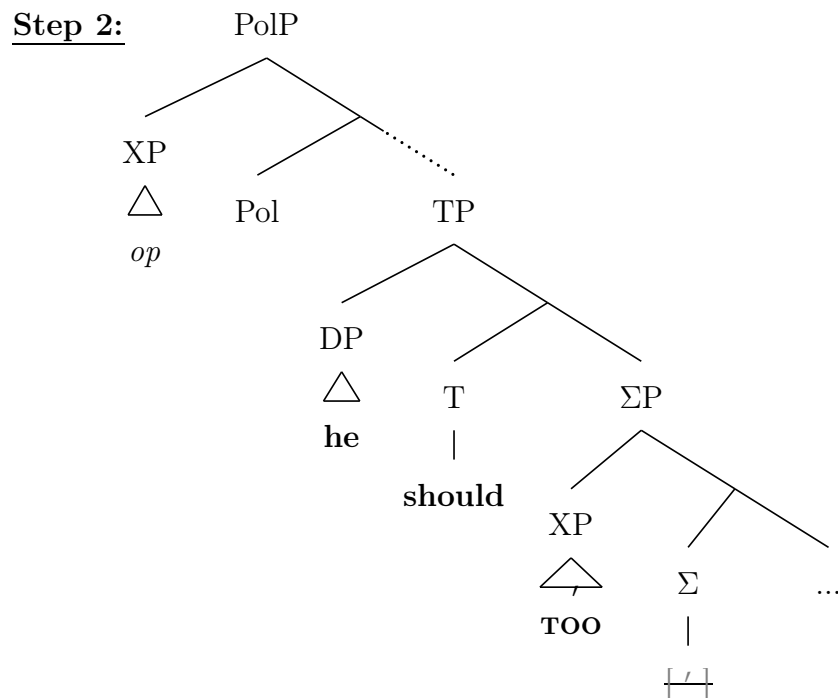 Step 2:
PolP
XP
Pol
TP
op
DP
T
ΣP
he
should
XP
Σ
...
TOO
[ ′ ]